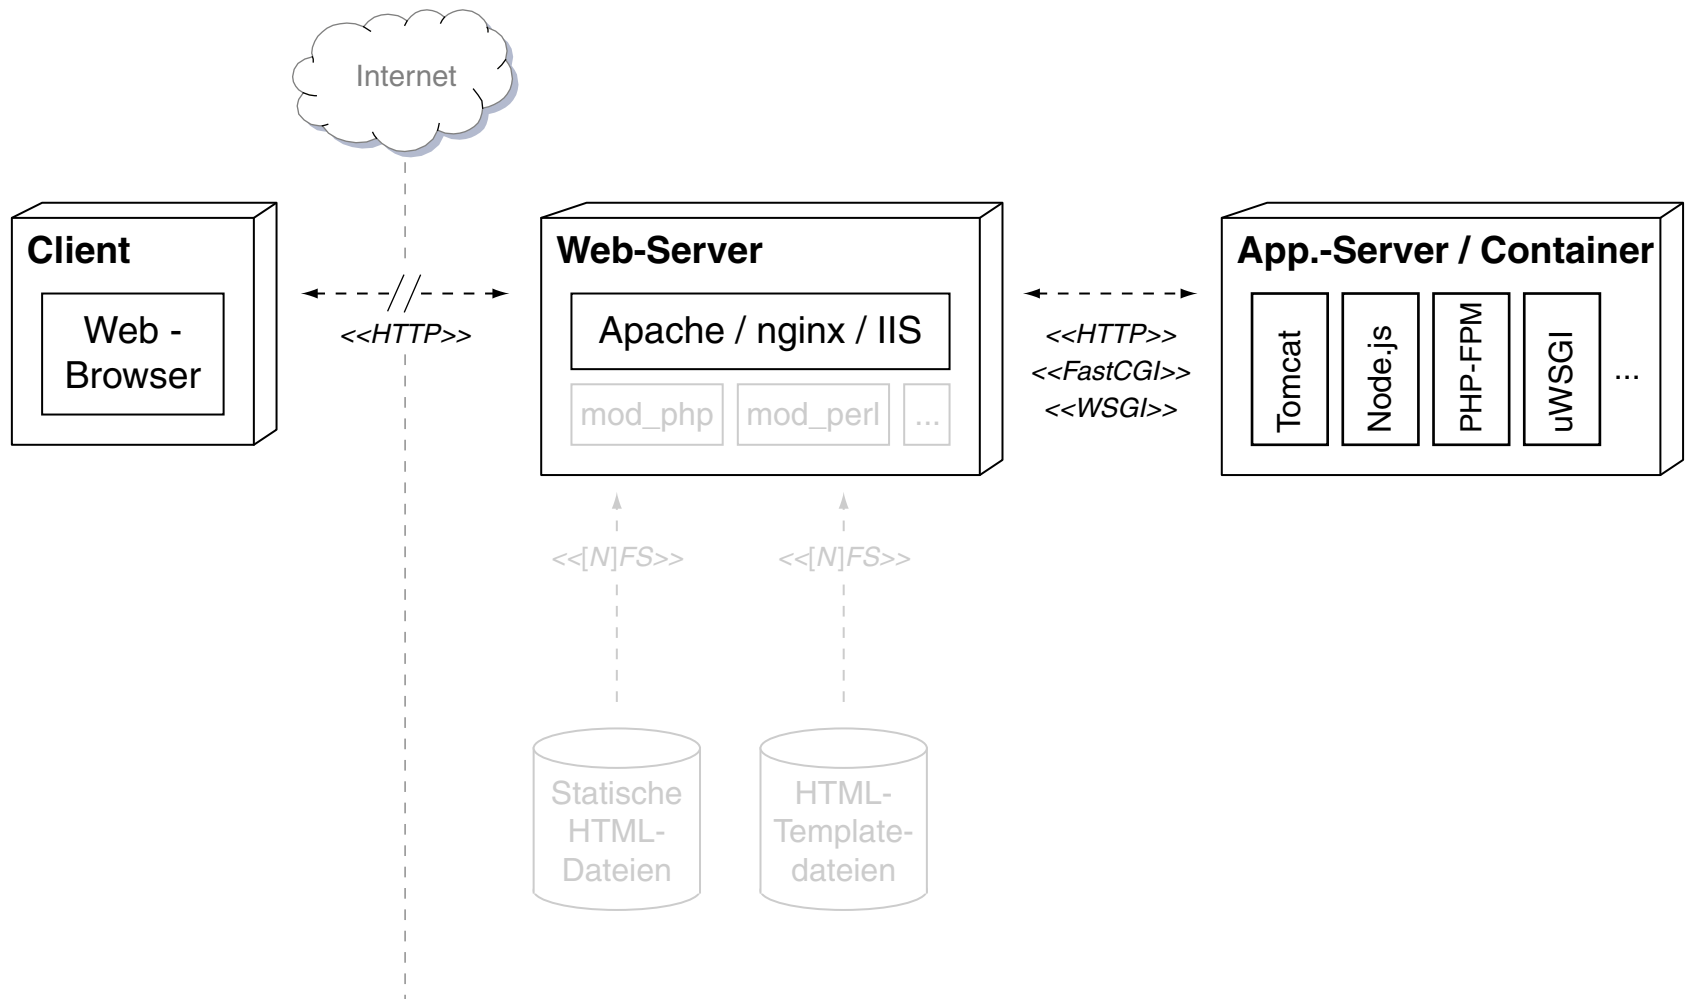 Internet
Client
Web -
Browser
<<HTTP>>
Web-Server
Apache / nginx / IIS
mod_php
mod_perl
...
<<HTTP>>
<<FastCGI>>
<<WSGI>>
App.-Server / Container
Tomcat
Node.js
PHP-FPM
uWSGI
...
<<[N]FS>>
<<[N]FS>>
Statische
HTML-
Dateien
HTML-
Template-
dateien